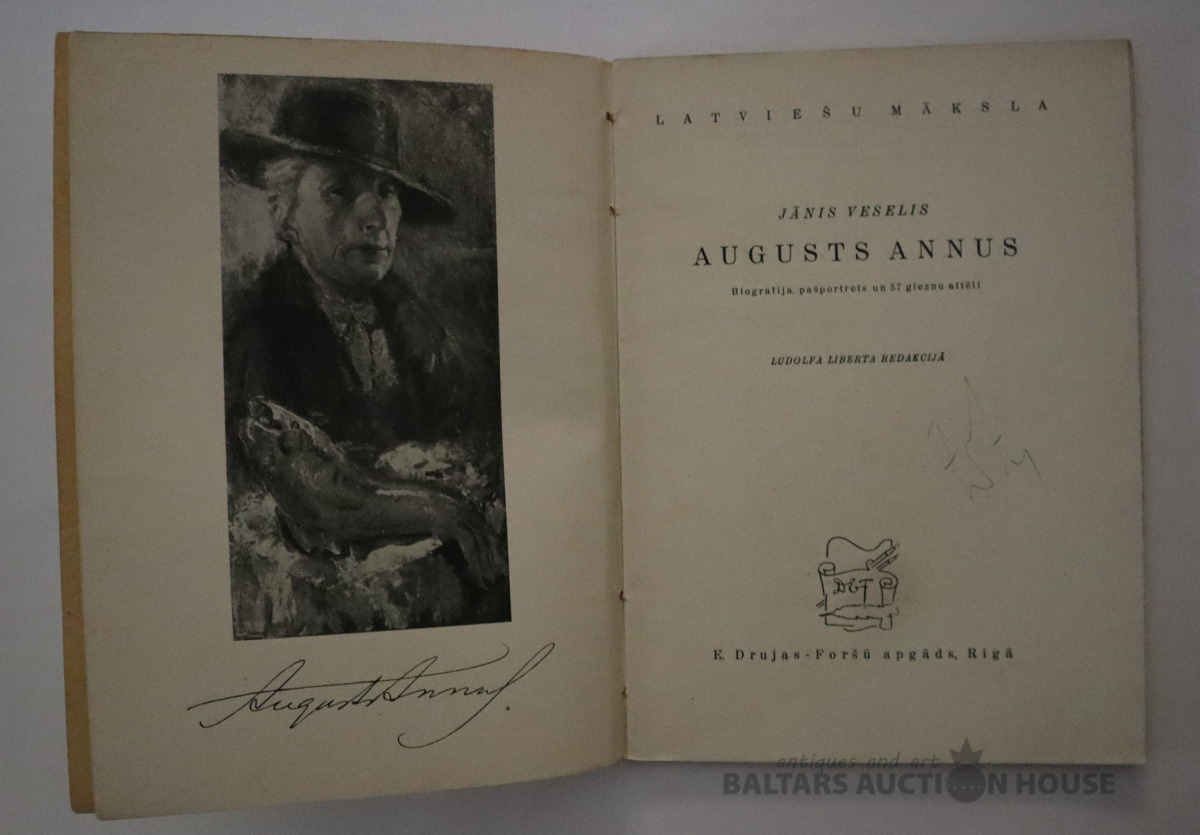 Augusts Annus.
LATVIEŠU MĀKSLA
JĀNIS VESELIS
AUGUSTS ANNUS
Biografija, pašportrets un 57 gleznu attēli
LUDOLFA LIBERTA REDAKCIJĀ
DEF
E. Drujas-Foršū apgāds, Rīgā
antiques and art
BALTARS AUCTION HOUSE